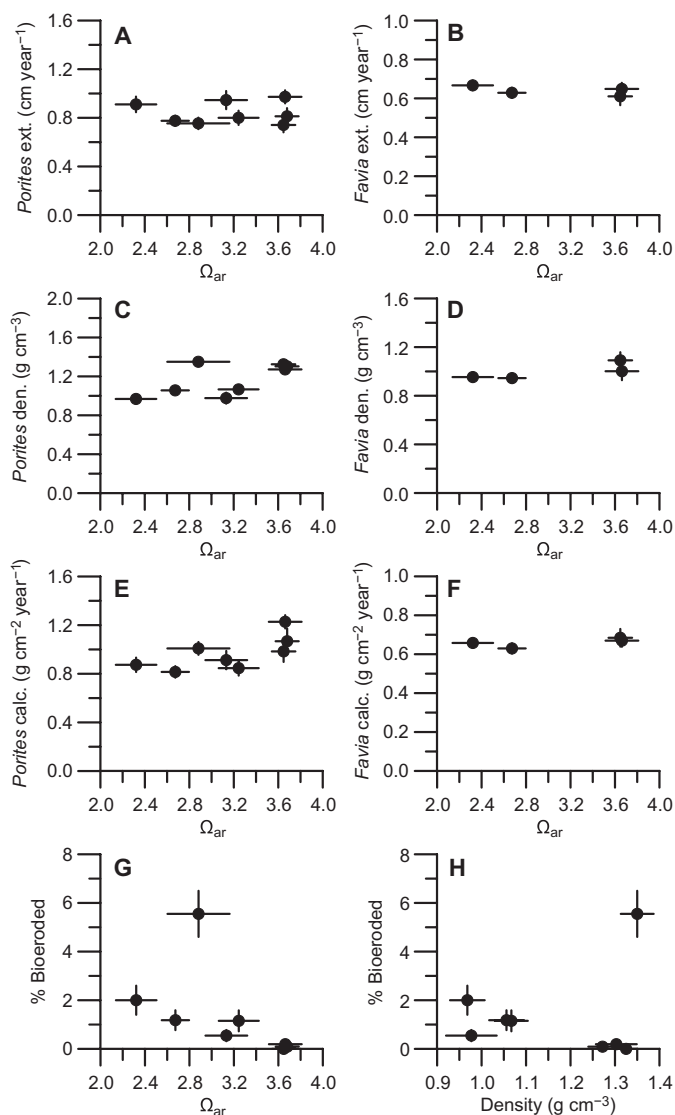 A
Porites ext. (cm year⁻¹)
1.6
1.2
0.8
0.4
0.0
2.0 2.4 2.8 3.2 3.6 4.0
Ωar
B
Favia ext. (cm year⁻¹)
1.0
0.8
0.6
0.4
0.2
0.0
2.0 2.4 2.8 3.2 3.6 4.0
Ωar
C
Porites den. (g cm⁻³)
2.0
1.6
1.2
0.8
0.4
0.0
2.0 2.4 2.8 3.2 3.6 4.0
Ωar
D
Favia den. (g cm⁻³)
1.6
1.2
0.8
0.4
0.0
2.0 2.4 2.8 3.2 3.6 4.0
Ωar
E
Porites calc. (g cm⁻² year⁻¹)
1.6
1.2
0.8
0.4
0.0
2.0 2.4 2.8 3.2 3.6 4.0
Ωar
F
Favia calc. (g cm⁻² year⁻¹)
1.0
0.8
0.6
0.4
0.2
0.0
2.0 2.4 2.8 3.2 3.6 4.0
Ωar
G
% Bioeroded
8
6
4
2
0
2.0 2.4 2.8 3.2 3.6 4.0
Ωar
H
% Bioeroded
8
6
4
2
0
0.9 1.0 1.1 1.2 1.3 1.4
Density (g cm⁻³)